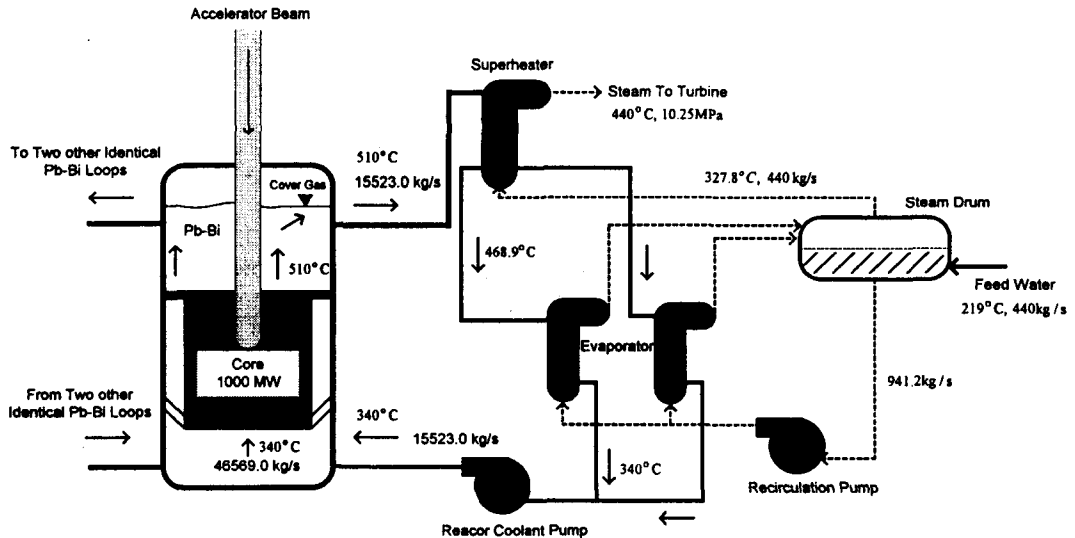 Accelerator Beam
Superheater
Steam To Turbine
440°C, 10.25MPa
To Two other Identical
Pb-Bi Loops
510°C
15523.0 kg/s
Cover Gas
327.8°C, 440 kg/s
Steam Drum
Pb-Bi
510°C
468.9°C
Feed Water
219°C, 440kg/s
Evaporator
Core
1000 MW
941.2kg/s
From Two other
Identical Pb-Bi Loops
340°C
15523.0 kg/s
340°C
46569.0 kg/s
340°C
Recirculation Pump
Reacor Coolant Pump